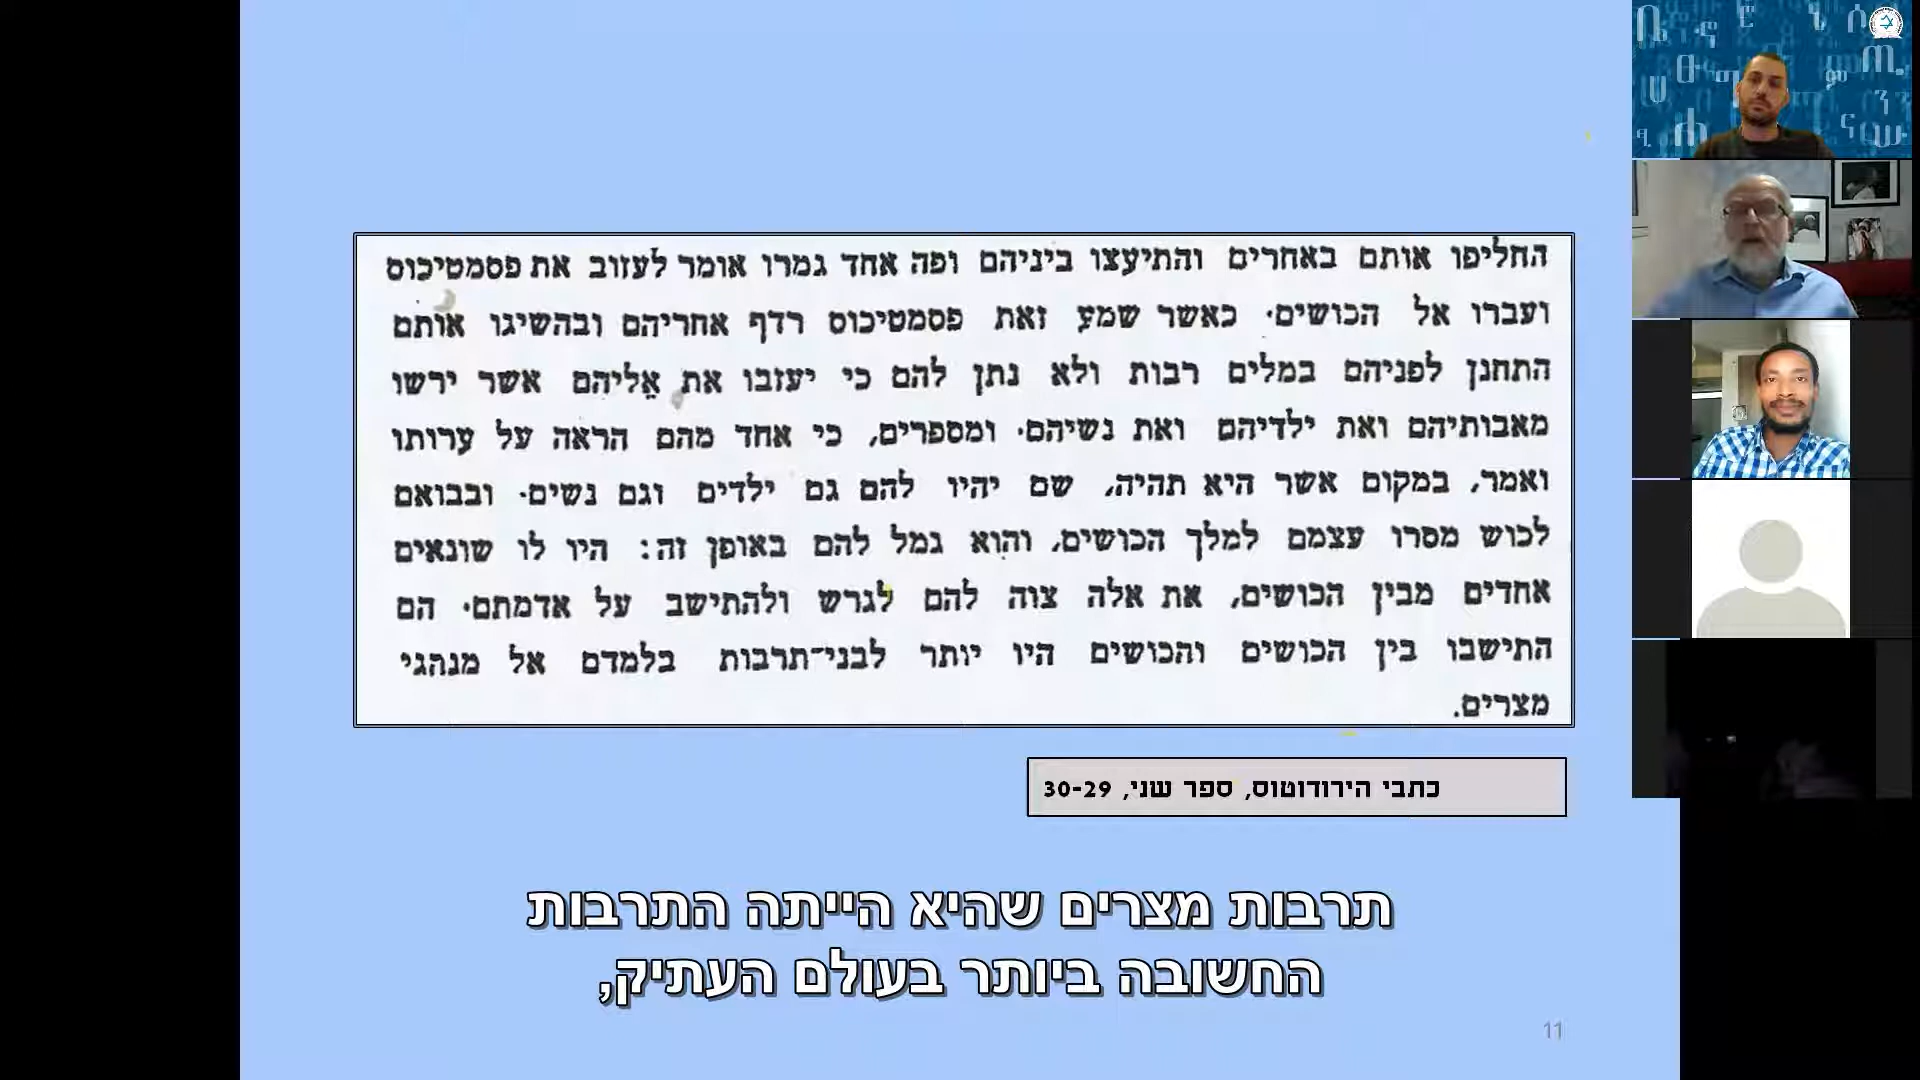 החליפו אותם באחרים והתיעצו ביניהם ופה אחד גמרו אומר לעזוב את פסמטיכוס
ועברו אל הכושים. כאשר שמע זאת פסמטיכוס רדף אחריהם ובהשיגו אותם
התחנן לפניהם במלים רבות ולא נתן להם כי יעזבו את אֵליהם אשר ירשו
מאבותיהם ואת ילדיהם ואת נשיהם. ומספרים, כי אחד מהם הראה על ערותו
ואמר, במקום אשר היא תהיה, שם יהיו להם גם ילדים וגם נשים. ובבואם
לכוש מסרו עצמם למלך הכושים, והוא גמל להם באופן זה: היו לו שונאים
אחדים מבין הכושים, את אלה צוה להם לגרש ולהתישב על אדמתם. הם
התישבו בין הכושים והכושים היו יותר לבני־תרבות בלמדם אל מנהגי
מצרים.
כתבי הירודוטוס, ספר שני, 30-29
תרבות מצרים שהיא הייתה התרבות
החשובה ביותר בעולם העתיק,
11